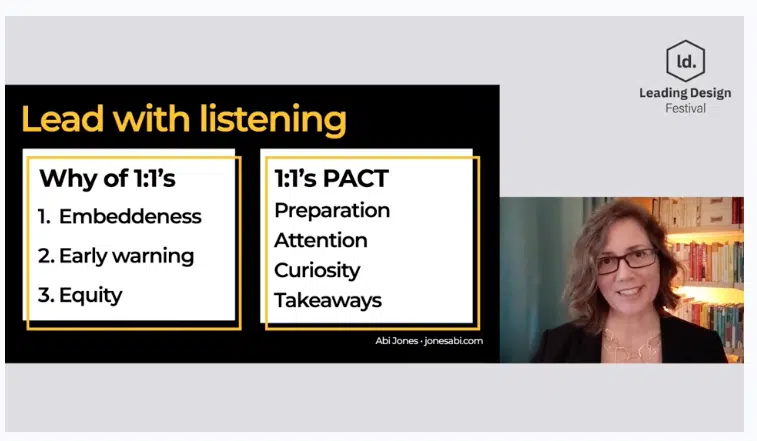 ld.
Leading Design
Festival
Lead with listening
Why of 1:1's
1. Embeddeness
2. Early warning
3. Equity
1:1's PACT
Preparation
Attention
Curiosity
Takeaways
Abi Jones · jonesabi.com